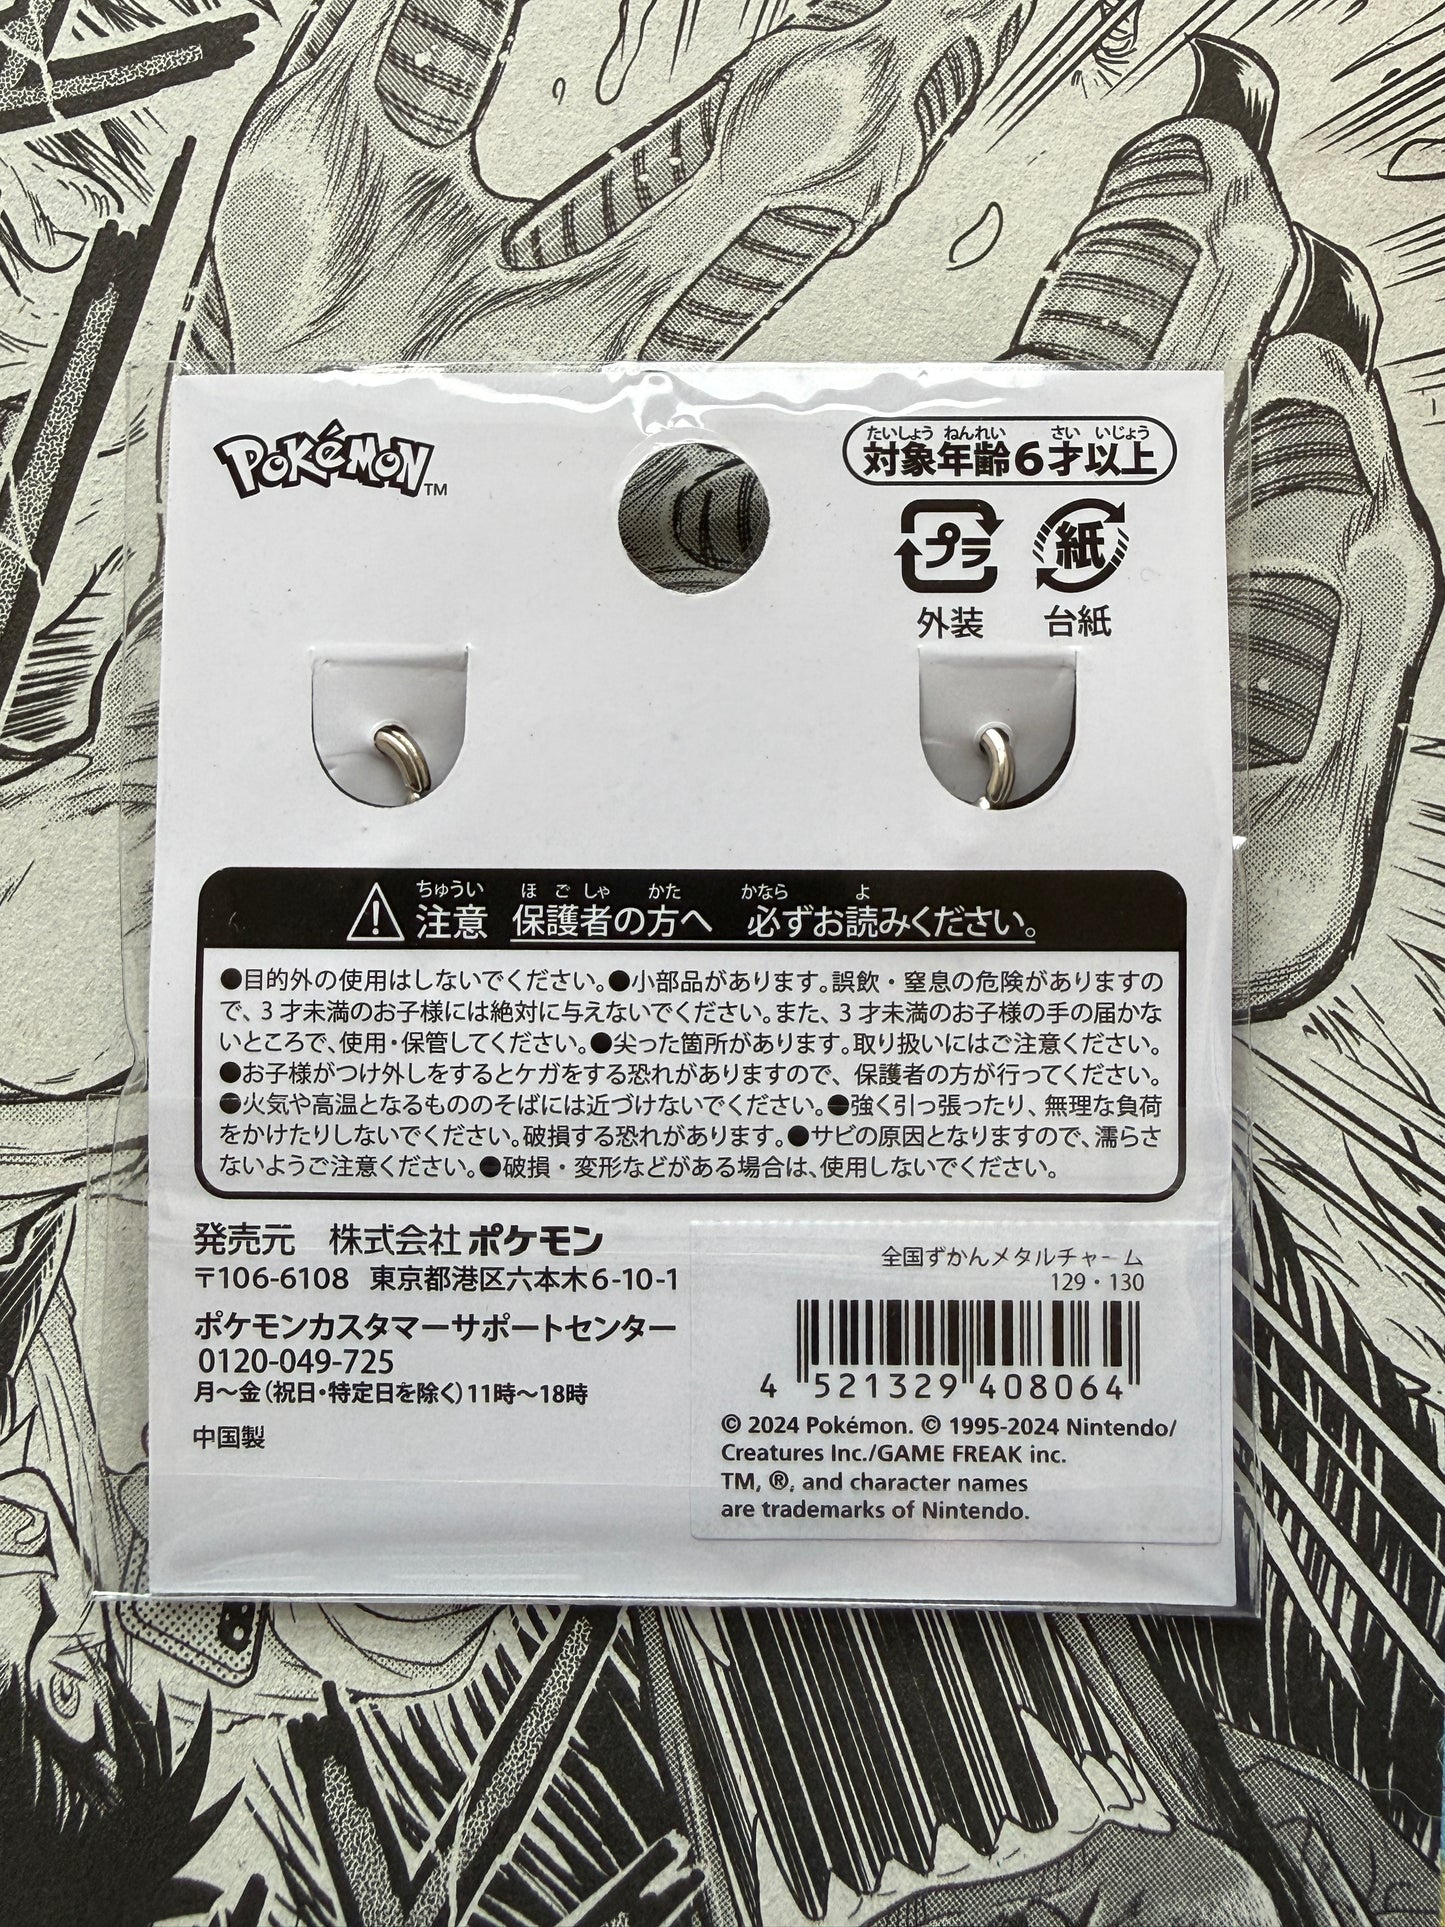 POKéMON™
たいしょう ねんれい さい いじょう
対象年齢6才以上
プラ 紙
外装 台紙
ちゅうい ほごしゃ かた かなら よ
注意 保護者の方へ 必ずお読みください。
●目的外の使用はしないでください。●小部品があります。誤飲・窒息の危険がありますの
で、3才未満のお子様には絶対に与えないでください。また、3才未満のお子様の手の届かな
いところで、使用・保管してください。●尖った箇所があります。取り扱いにはご注意ください。
●お子様がつけ外しをするとケガをする恐れがありますので、保護者の方が行ってください。
●火気や高温となるもののそばには近づけないでください。●強く引っ張ったり、無理な負荷
をかけたりしないでください。破損する恐れがあります。●サビの原因となりますので、濡らさ
ないようご注意ください。●破損・変形などがある場合は、使用しないでください。
発売元 株式会社ポケモン
〒106-6108 東京都港区六本木6-10-1
ポケモンカスタマーサポートセンター
0120-049-725
月～金（祝日・特定日を除く）11時～18時
中国製
全国ずかんメタルチャーム
129・130
4 521329 408064
© 2024 Pokémon. © 1995-2024 Nintendo/
Creatures Inc./GAME FREAK inc.
TM, ®, and character names
are trademarks of Nintendo.